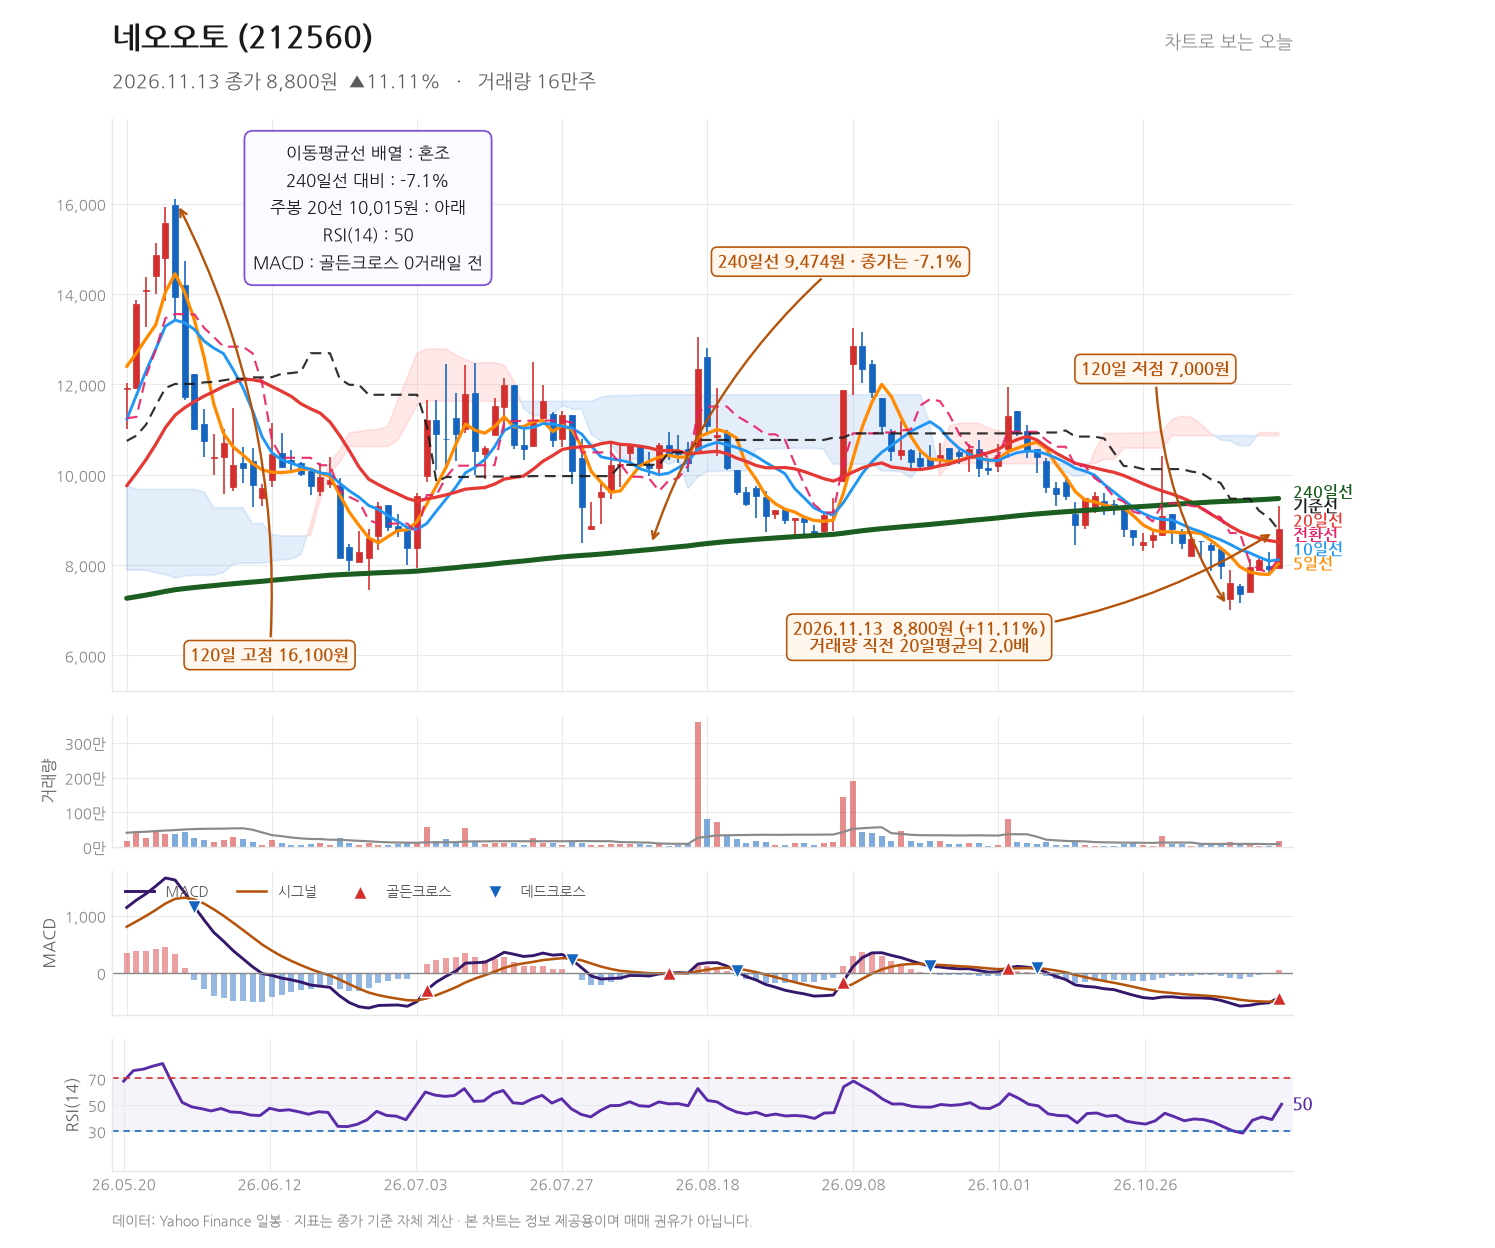 네오오토 (212560)
차트로 보는 오늘
2026.11.13 종가 8,800원 ▲11.11% · 거래량 16만주
이동평균선 배열 : 혼조
240일선 대비 : -7.1%
주봉 20선 10,015원 : 아래
RSI(14) : 50
MACD : 골든크로스 0거래일 전
240일선 9,474원 · 종가는 -7.1%
120일 저점 7,000원
120일 고점 16,100원
2026.11.13 8,800원 (+11.11%)
거래량 직전 20일평균의 2.0배
16,000
14,000
12,000
10,000
8,000
6,000
240일선
기준선
20일선
전환선
10일선
5일선
거래량
300만
200만
100만
0만
MACD
MACD
시그널
골든크로스
데드크로스
1,000
0
RSI(14)
70
50
30
50
26.05.20
26.06.12
26.07.03
26.07.27
26.08.18
26.09.08
26.10.01
26.10.26
데이터: Yahoo Finance 일봉 · 지표는 종가 기준 자체 계산 · 본 차트는 정보 제공용이며 매매 권유가 아닙니다.